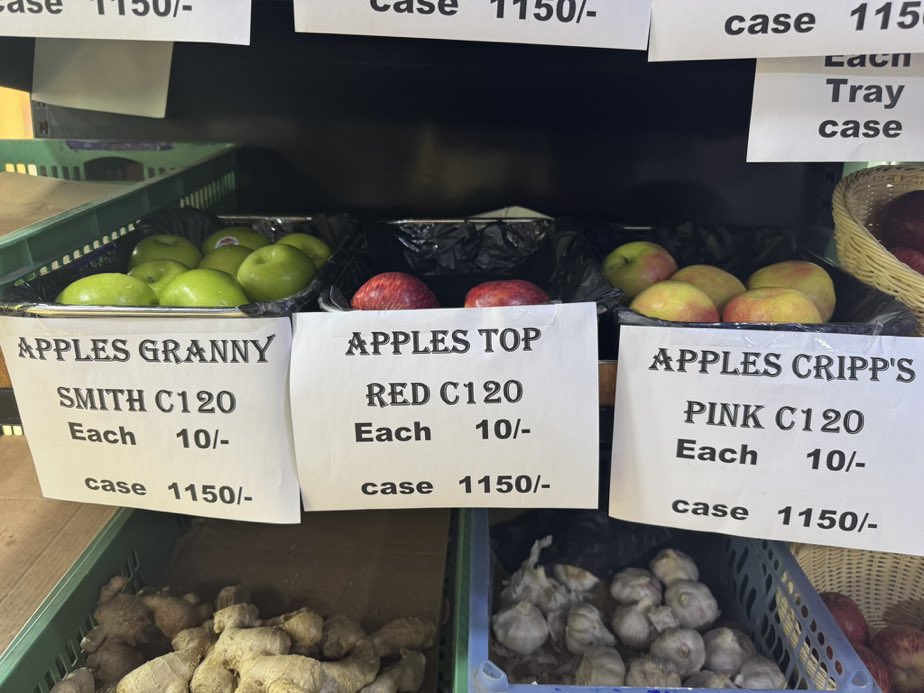 case 1150/-
case 1150/-
case 115
Each
Tray
case
APPLES GRANNY
SMITH C120
Each 10/-
case 1150/-
APPLES TOP
RED C120
Each 10/-
case 1150/-
APPLES CRIPP'S
PINK C120
Each 10/-
case 1150/-